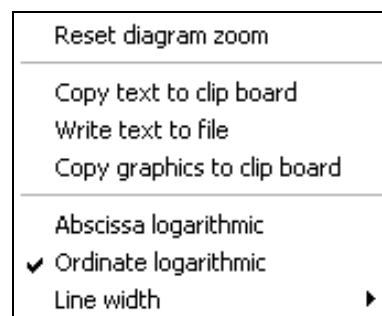 Reset diagram zoom
Copy text to clip board
Write text to file
Copy graphics to clip board
Abscissa logarithmic
Ordinate logarithmic
Line width